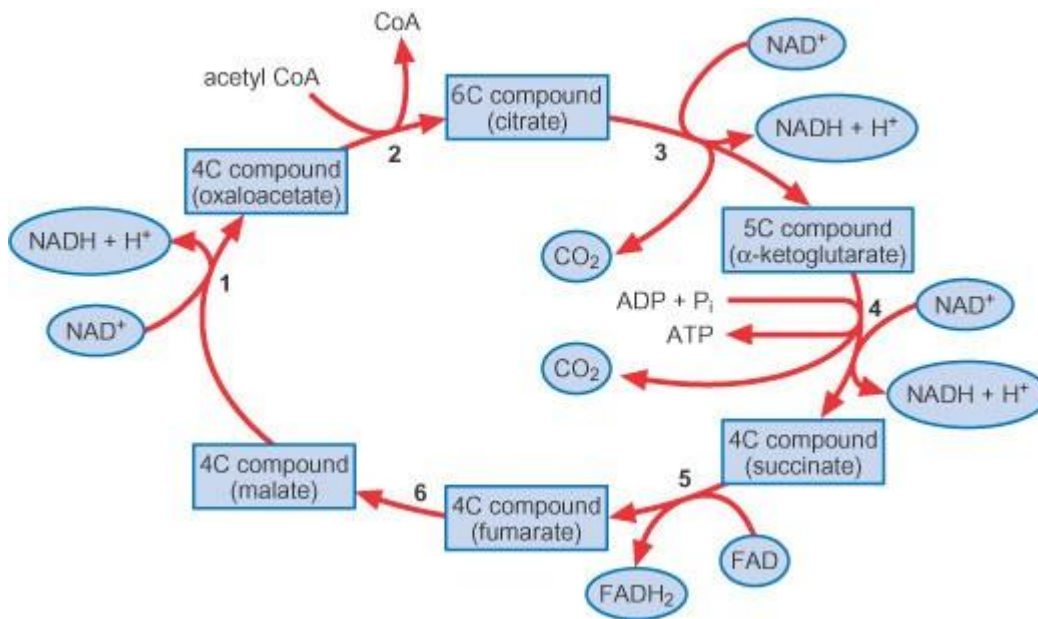 CoA
acetyl CoA
NAD⁺
6C compound
(citrate)
NADH + H⁺
2
3
4C compound
(oxaloacetate)
5C compound
(α-ketoglutarate)
NADH + H⁺
CO₂
1
ADP + Pᵢ
4
NAD⁺
NAD⁺
ATP
CO₂
NADH + H⁺
4C compound
(succinate)
4C compound
(malate)
6
5
4C compound
(fumarate)
FAD
FADH₂